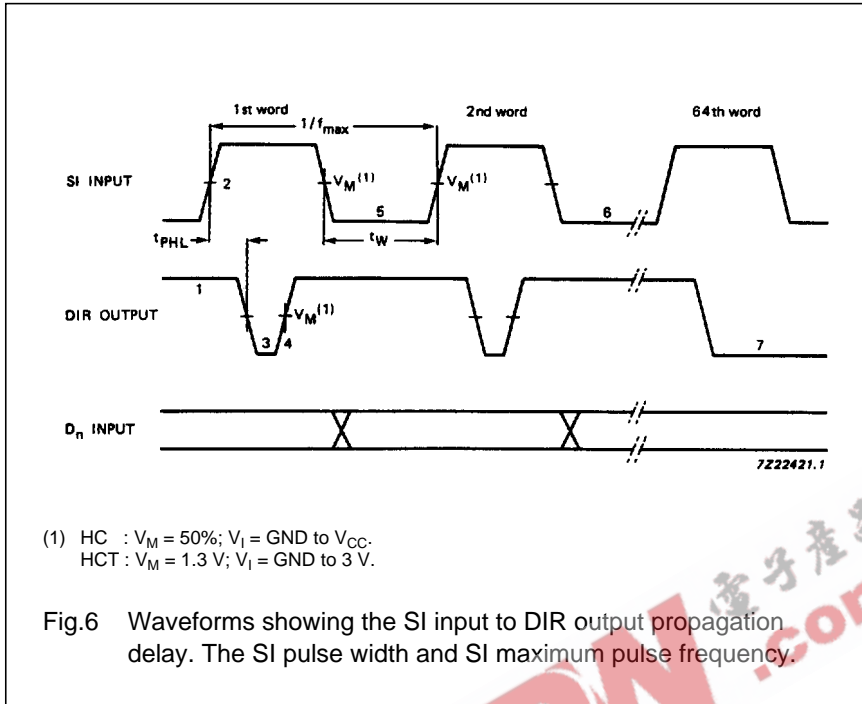 1st word 2nd word 64th word
1/fmax
SI INPUT 2 VM(1) VM(1)
5 6
tPHL tW
1
DIR OUTPUT VM(1)
3 4 7
Dn INPUT
7Z22421.1
(1) HC : VM = 50%; VI = GND to VCC.
HCT : VM = 1.3 V; VI = GND to 3 V.
Fig.6 Waveforms showing the SI input to DIR output propagation
delay. The SI pulse width and SI maximum pulse frequency.
.com